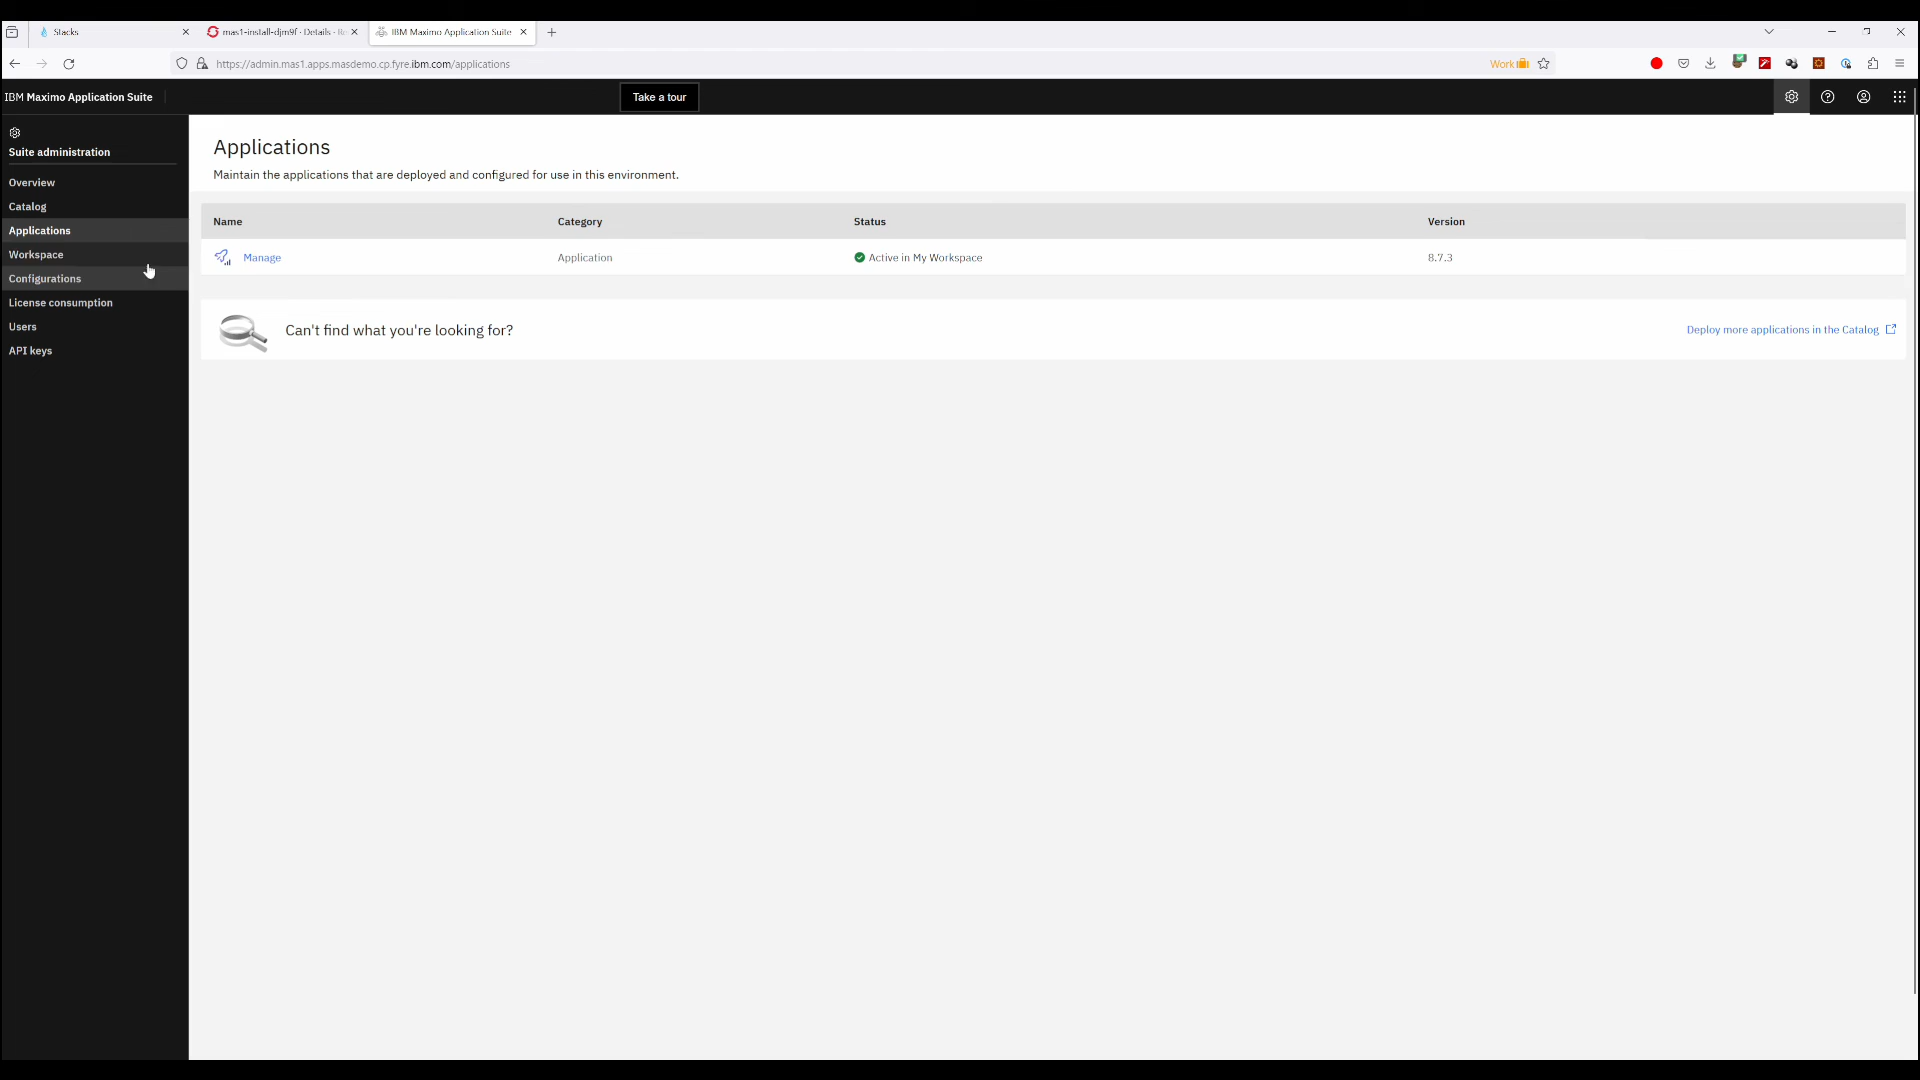 Stacks
mas1-install-djm9f · Details
IBM Maximo Application Suite
https://admin.mas1.apps.masdemo.cp.fyre.ibm.com/applications
Work
IBM Maximo Application Suite
Take a tour
Suite administration
Overview
Catalog
Applications
Workspace
Configurations
License consumption
Users
API keys
Applications
Maintain the applications that are deployed and configured for use in this environment.
Name Category Status Version
Manage Application Active in My Workspace 8.7.3
Can't find what you're looking for?
Deploy more applications in the Catalog